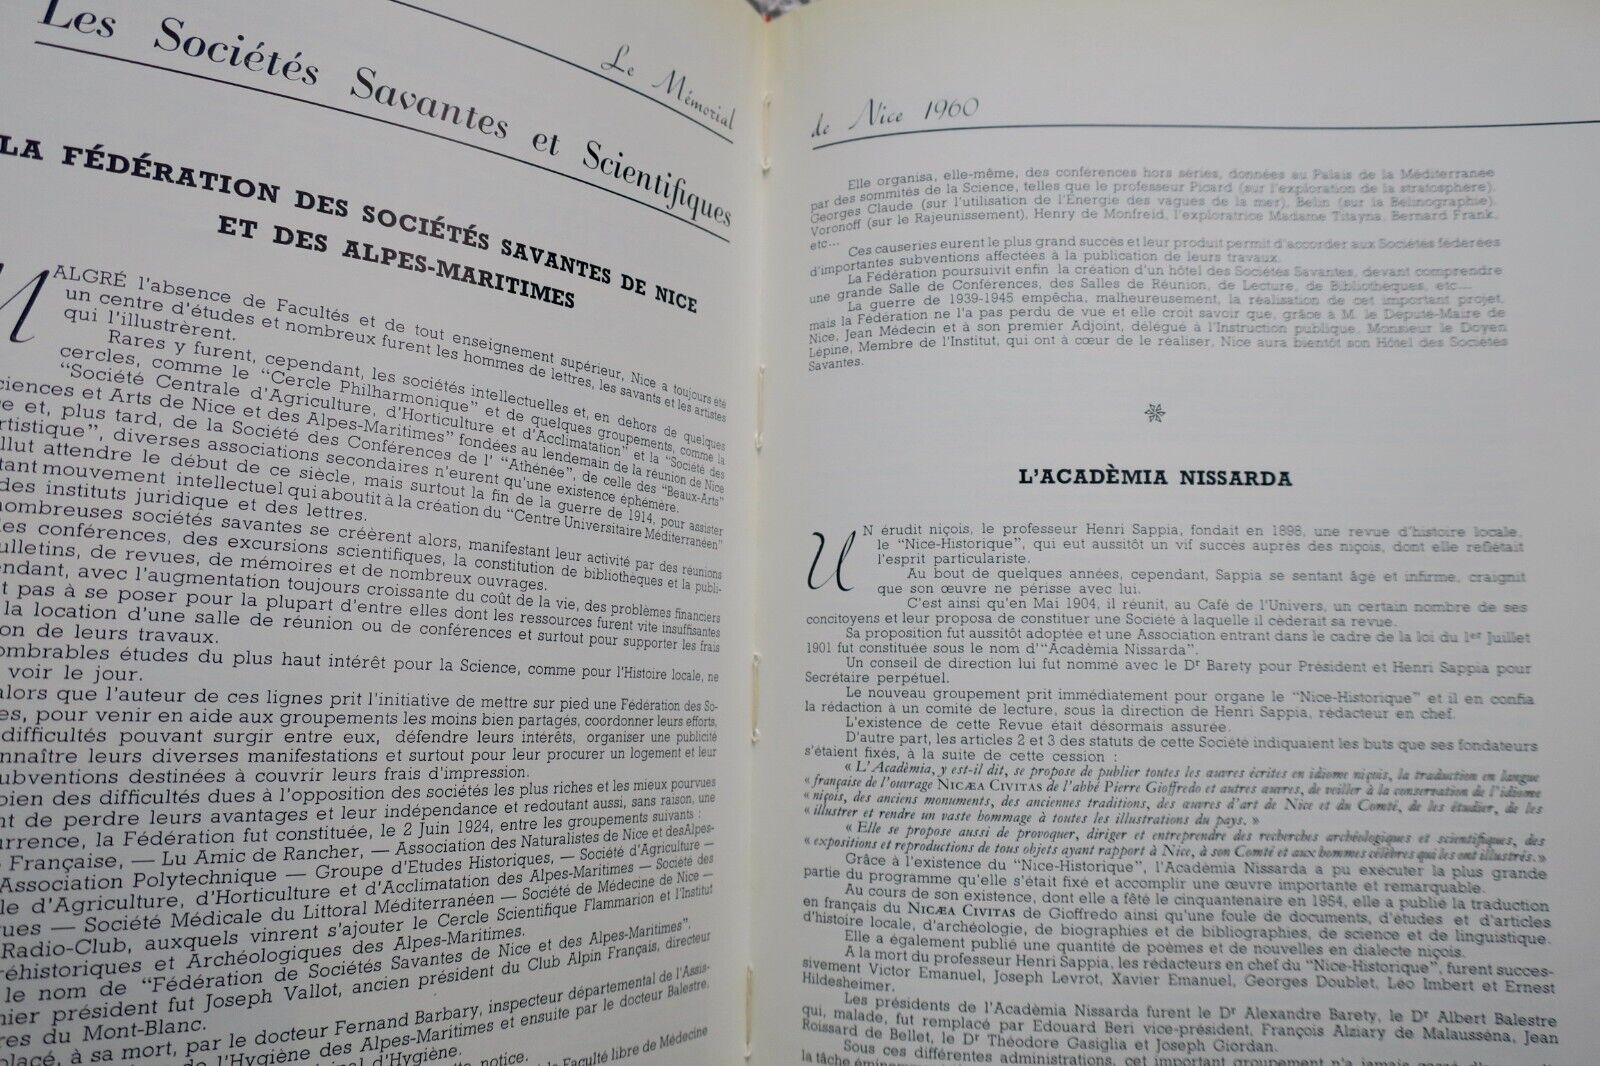 Les Sociétés Savantes et Scientifiques
Le Mémorial
LA FÉDÉRATION DES SOCIÉTÉS SAVANTES DE NICE
ET DES ALPES-MARITIMES
MALGRÉ l'absence de Facultés et de tout enseignement supérieur, Nice a toujours été
un centre d'études et nombreux furent les hommes de lettres, les savants et les artistes
qui l'illustrèrent.
Rares y furent, cependant, les sociétés intellectuelles et, en dehors de quelques
cercles, comme le "Cercle Philharmonique" et de quelques groupements, comme la
"Société Centrale d'Agriculture, d'Horticulture et d'Acclimatation" et la "Société des
ciences et Arts de Nice et des Alpes-Maritimes" fondées au lendemain de la réunion de Nice
e et, plus tard, de la Société des Conférences de l' "Athénée", de celle des "Beaux-Arts"
rtistique", diverses associations secondaires n'eurent qu'une existence éphémère.
llut attendre le début de ce siècle, mais surtout la fin de la guerre de 1914, pour assister
tant mouvement intellectuel qui aboutit à la création du "Centre Universitaire Méditerranéen"
des instituts juridique et des lettres.
nombreuses sociétés savantes se créèrent alors, manifestant leur activité par des réunions
les conférences, des excursions scientifiques, la constitution de bibliothèques et la publi-
ulletins, de revues, de mémoires et de nombreux ouvrages.
endant, avec l'augmentation toujours croissante du coût de la vie, des problèmes financiers
t pas à se poser pour la plupart d'entre elles dont les ressources furent vite insuffisantes
la location d'une salle de réunion ou de conférences et surtout pour supporter les frais
on de leurs travaux.
ombrables études du plus haut intérêt pour la Science, comme pour l'Histoire locale, ne
voir le jour.
alors que l'auteur de ces lignes prit l'initiative de mettre sur pied une Fédération des So-
es, pour venir en aide aux groupements les moins bien partagés, coordonner leurs efforts,
difficultés pouvant surgir entre eux, défendre leurs intérêts, organiser une publicité
nnaître leurs diverses manifestations et surtout pour leur procurer un logement et leur
ubventions destinées à couvrir leurs frais d'impression.
bien des difficultés dues à l'opposition des sociétés les plus riches et les mieux pourvues
nt de perdre leurs avantages et leur indépendance et redoutant aussi, sans raison, une
urrence, la Fédération fut constituée, le 2 Juin 1924, entre les groupements suivants :
Française, — Lu Amic de Rancher, — Association des Naturalistes de Nice et des Alpes-
Association Polytechnique — Groupe d'Etudes Historiques, — Société d'Agriculture —
le d'Agriculture, d'Horticulture et d'Acclimatation des Alpes-Maritimes — Société des
ues — Société Médicale du Littoral Méditerranéen — Société de Médecine de Nice —
Radio-Club, auxquels vinrent s'ajouter le Cercle Scientifique Flammarion et l'Institut
réhistoriques et Archéologiques des Alpes-Maritimes.
le nom de "Fédération de Sociétés Savantes de Nice et des Alpes-Maritimes".
nier président fut Joseph Vallot, ancien président du Club Alpin Français, directeur
res du Mont-Blanc.
placé, à sa mort, par le docteur Fernand Barbary, inspecteur départemental de l'Assis-
de l'Hygiène des Alpes-Maritimes et ensuite par le docteur Balestre,
d'Hygiène.
notice.
Faculté libre de Médecine
de Nice 1960
Elle organisa, elle-même, des conférences hors séries, données au Palais de la Méditerranée
par des sommités de la Science, telles que le professeur Picard (sur l'exploration de la stratosphère),
Georges Claude (sur l'utilisation de l'Énergie des vagues de la mer), Belin (sur la Bélinographie),
Voronoff (sur le Rajeunissement), Henry de Monfreid, l'exploratrice Madame Titayna, Bernard Frank,
etc...
Ces causeries eurent le plus grand succès et leur produit permit d'accorder aux Sociétés fédérées
d'importantes subventions affectées à la publication de leurs travaux.
La Fédération poursuivit enfin la création d'un hôtel des Sociétés Savantes, devant comprendre
une grande Salle de Conférences, des Salles de Réunion, de Lecture, de Bibliothèques, etc...
La guerre de 1939-1945 empêcha, malheureusement, la réalisation de cet important projet,
mais la Fédération ne l'a pas perdu de vue et elle croit savoir que, grâce à M. le Député-Maire de
Nice, Jean Médecin et à son premier Adjoint, délégué à l'Instruction publique, Monsieur le Doyen
Lépine, Membre de l'Institut, qui ont à cœur de le réaliser, Nice aura bientôt son Hôtel des Sociétés
Savantes.
L'ACADÈMIA NISSARDA
UN érudit niçois, le professeur Henri Sappia, fondait en 1898, une revue d'histoire locale,
le "Nice-Historique", qui eut aussitôt un vif succès auprès des niçois, dont elle reflétait
l'esprit particulariste.
Au bout de quelques années, cependant, Sappia se sentant âgé et infirme, craignit
que son œuvre ne périsse avec lui.
C'est ainsi qu'en Mai 1904, il réunit, au Café de l'Univers, un certain nombre de ses
concitoyens et leur proposa de constituer une Société à laquelle il cèderait sa revue.
Sa proposition fut aussitôt adoptée et une Association entrant dans le cadre de la loi du 1er Juillet
1901 fut constituée sous le nom d'"Acadèmia Nissarda".
Un conseil de direction lui fut nommé avec le Dr Barety pour Président et Henri Sappia pour
Secrétaire perpétuel.
Le nouveau groupement prit immédiatement pour organe le "Nice-Historique" et il en confia
la rédaction à un comité de lecture, sous la direction de Henri Sappia, rédacteur en chef.
L'existence de cette Revue était désormais assurée.
D'autre part, les articles 2 et 3 des statuts de cette Société indiquaient les buts que ses fondateurs
s'étaient fixés, à la suite de cette cession :
« L'Acadèmia, y est-il dit, se propose de publier toutes les œuvres écrites en idiome niçois, la traduction en langue
« française de l'ouvrage NICÆA CIVITAS de l'abbé Pierre Gioffredo et autres œuvres, de veiller à la conservation de l'idiome
« niçois, des anciens monuments, des anciennes traditions, des œuvres d'art de Nice et du Comté, de les étudier, de les
« illustrer et rendre un vaste hommage à toutes les illustrations du pays. »
« Elle se propose aussi de provoquer, diriger et entreprendre des recherches archéologiques et scientifiques, des
« expositions et reproductions de tous objets ayant rapport à Nice, à son Comté et aux hommes célèbres qui les ont illustrés. »
Grâce à l'existence du "Nice-Historique", l'Acadèmia Nissarda a pu exécuter la plus grande
partie du programme qu'elle s'était fixé et accomplir une œuvre importante et remarquable.
Au cours de son existence, dont elle a fêté le cinquantenaire en 1954, elle a publié la traduction
en français du NICÆA CIVITAS de Gioffredo ainsi qu'une foule de documents, d'études et d'articles
d'histoire locale, d'archéologie, de biographies et de bibliographies, de science et de linguistique.
Elle a également publié une quantité de poèmes et de nouvelles en dialecte niçois.
A la mort du professeur Henri Sappia, les rédacteurs en chef du "Nice-Historique", furent succes-
sivement Victor Emanuel, Joseph Levrot, Xavier Emanuel, Georges Doublet, Léo Imbert et Ernest
Hildesheimer.
Les présidents de l'Acadèmia Nissarda furent le Dr Alexandre Barety, le Dr Albert Balestre
qui, malade, fut remplacé par Edouard Beri vice-président, François Alziary de Malausséna, Jean
Roissard de Bellet, le Dr Théodore Gasiglia et Joseph Giordan.
Sous ces différentes administrations, cet important groupement n'a jamais
la tâche